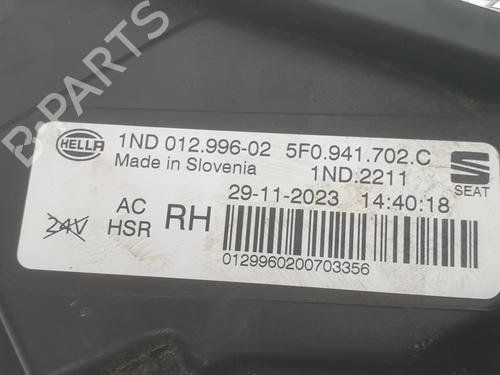 B-PARTS
HELLA
1ND 012.996-02 5F0.941.702.C
Made in Slovenia 1ND.2211
SEAT
29-11-2023 14:40:18
24V
AC
HSR
RH
0129960200703356